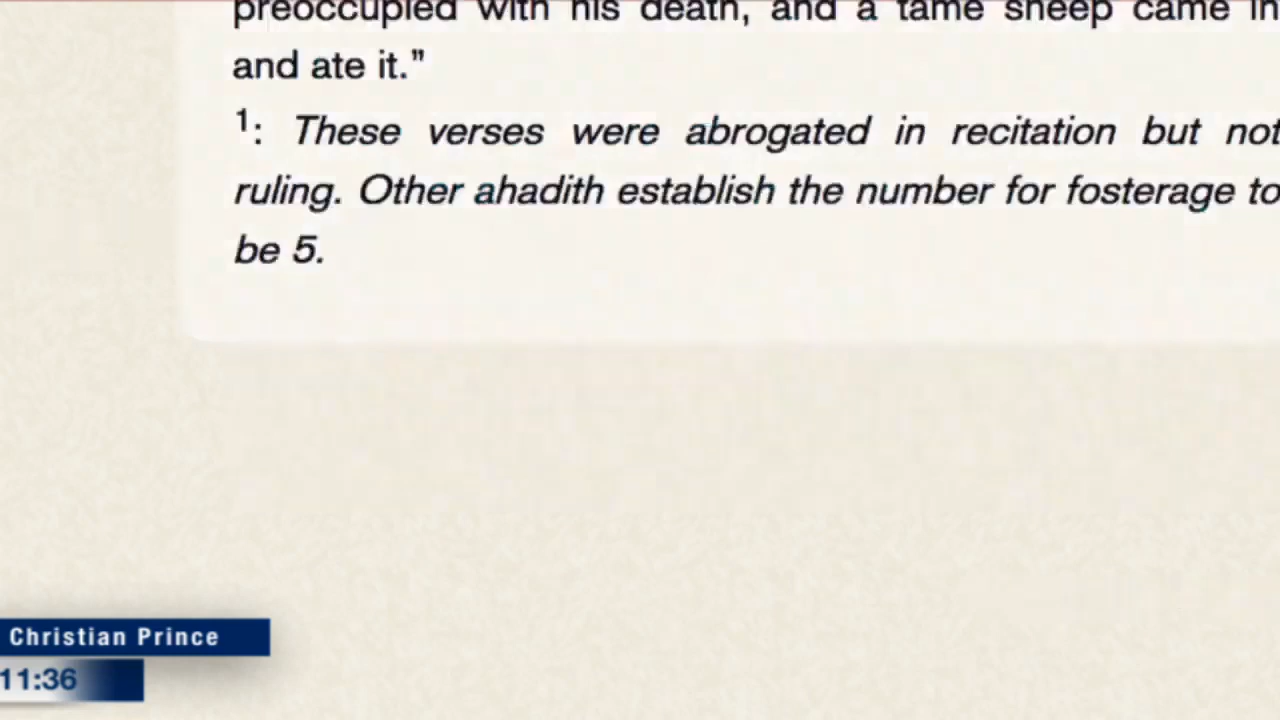 preoccupied with his death, and a tame sheep came in
and ate it."
1: These verses were abrogated in recitation but not
ruling. Other ahadith establish the number for fosterage to
be 5.
Christian Prince
11:36